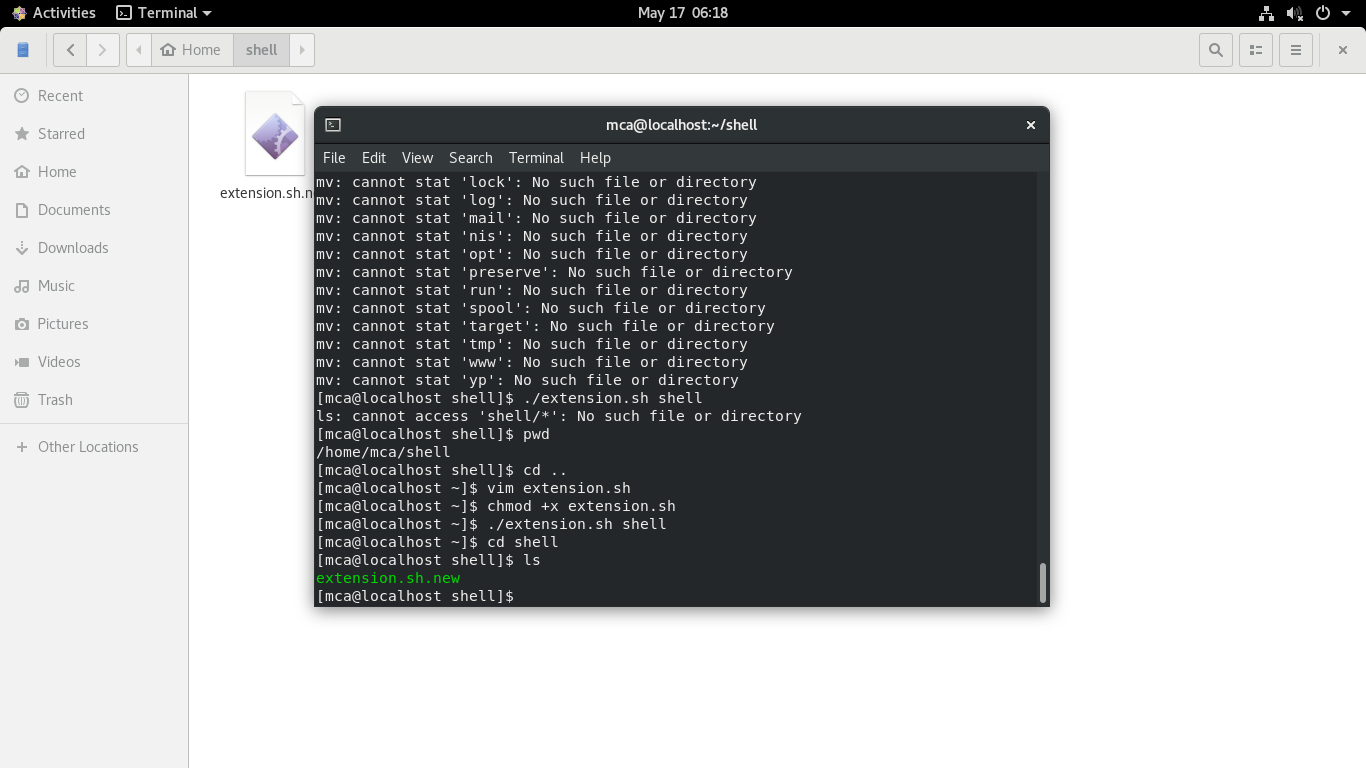 Activities
Terminal
May 17 06:18
Home
shell
Recent
Starred
Home
Documents
Downloads
Music
Pictures
Videos
Trash
Other Locations
mca@localhost:~/shell
File Edit View Search Terminal Help
mv: cannot stat 'lock': No such file or directory
mv: cannot stat 'log': No such file or directory
mv: cannot stat 'mail': No such file or directory
mv: cannot stat 'nis': No such file or directory
mv: cannot stat 'opt': No such file or directory
mv: cannot stat 'preserve': No such file or directory
mv: cannot stat 'run': No such file or directory
mv: cannot stat 'spool': No such file or directory
mv: cannot stat 'target': No such file or directory
mv: cannot stat 'tmp': No such file or directory
mv: cannot stat 'www': No such file or directory
mv: cannot stat 'yp': No such file or directory
[mca@localhost shell]$ ./extension.sh shell
ls: cannot access 'shell/*': No such file or directory
[mca@localhost shell]$ pwd
/home/mca/shell
[mca@localhost shell]$ cd ..
[mca@localhost ~]$ vim extension.sh
[mca@localhost ~]$ chmod +x extension.sh
[mca@localhost ~]$ ./extension.sh shell
[mca@localhost ~]$ cd shell
[mca@localhost shell]$ ls
extension.sh.new
[mca@localhost shell]$